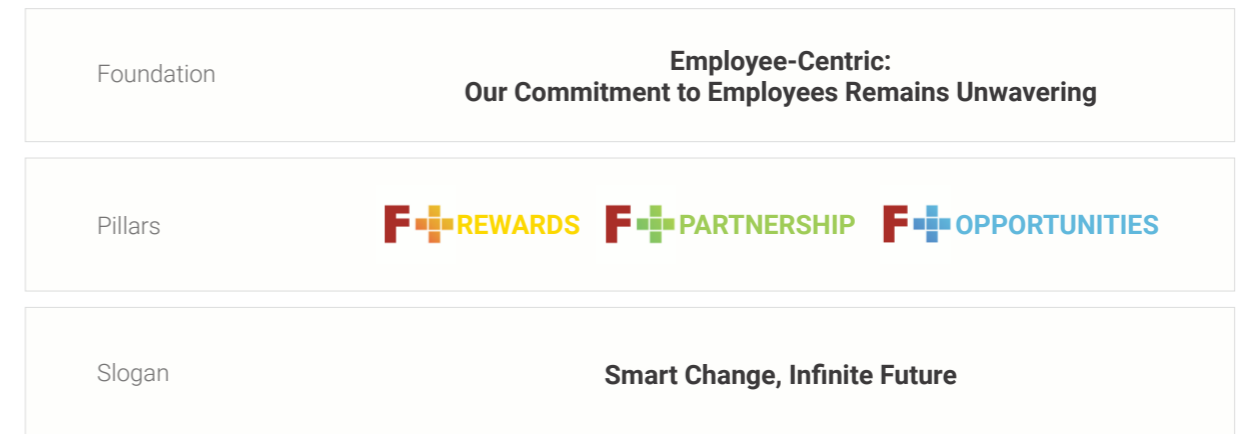 Foundation
Employee-Centric:
Our Commitment to Employees Remains Unwavering
Pillars
F+REWARDS F+PARTNERSHIP F+OPPORTUNITIES
Slogan
Smart Change, Infinite Future